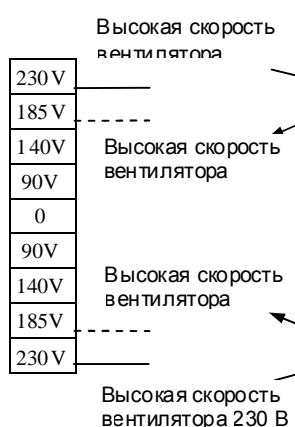 Высокая скорость
вентилятора
230 V
185 V
140V
Высокая скорость
вентилятора
90V
0
90V
140V
Высокая скорость
вентилятора
185V
230 V
Высокая скорость
вентилятора 230 В